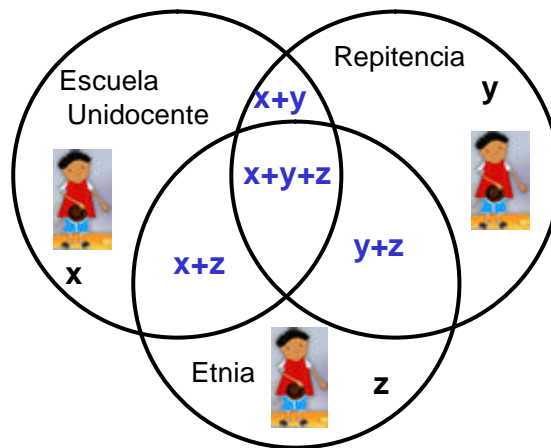 Escuela
Unidocente
Repitencia
y
x+y
x+y+z
x+z
y+z
x
Etnia
z